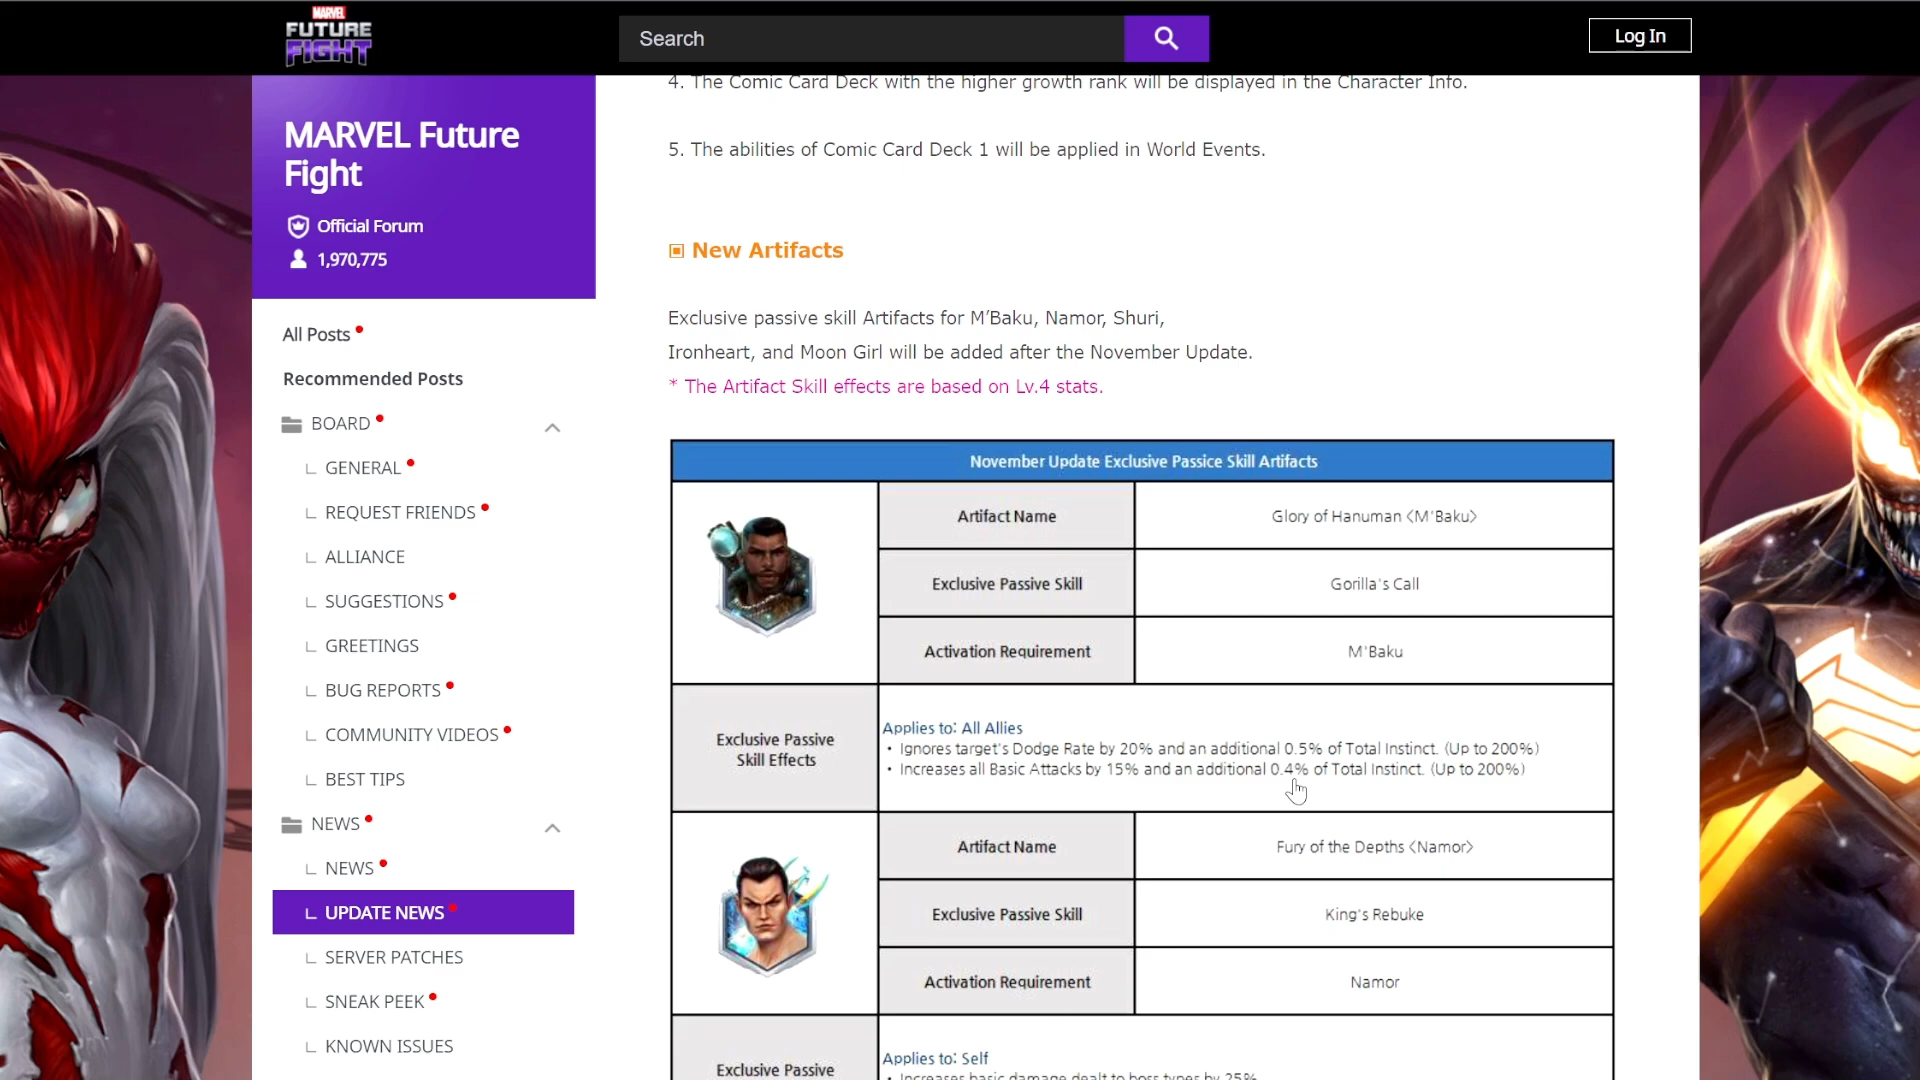 MARVEL
FUTURE
FIGHT
Search
Log In
MARVEL Future
Fight
Official Forum
1,970,775
All Posts
Recommended Posts
BOARD
GENERAL
REQUEST FRIENDS
ALLIANCE
SUGGESTIONS
GREETINGS
BUG REPORTS
COMMUNITY VIDEOS
BEST TIPS
NEWS
NEWS
UPDATE NEWS
SERVER PATCHES
SNEAK PEEK
KNOWN ISSUES
4. The Comic Card Deck with the higher growth rank will be displayed in the Character Info.
5. The abilities of Comic Card Deck 1 will be applied in World Events.
▣ New Artifacts
Exclusive passive skill Artifacts for M’Baku, Namor, Shuri,
Ironheart, and Moon Girl will be added after the November Update.
* The Artifact Skill effects are based on Lv.4 stats.
November Update Exclusive Passice Skill Artifacts
Artifact Name
Glory of Hanuman <M'Baku>
Exclusive Passive Skill
Gorilla's Call
Activation Requirement
M'Baku
Exclusive Passive
Skill Effects
Applies to: All Allies
• Ignores target's Dodge Rate by 20% and an additional 0.5% of Total Instinct. (Up to 200%)
• Increases all Basic Attacks by 15% and an additional 0.4% of Total Instinct. (Up to 200%)
Artifact Name
Fury of the Depths <Namor>
Exclusive Passive Skill
King's Rebuke
Activation Requirement
Namor
Exclusive Passive
Applies to: Self
• Increases basic damage dealt to boss types by 25%